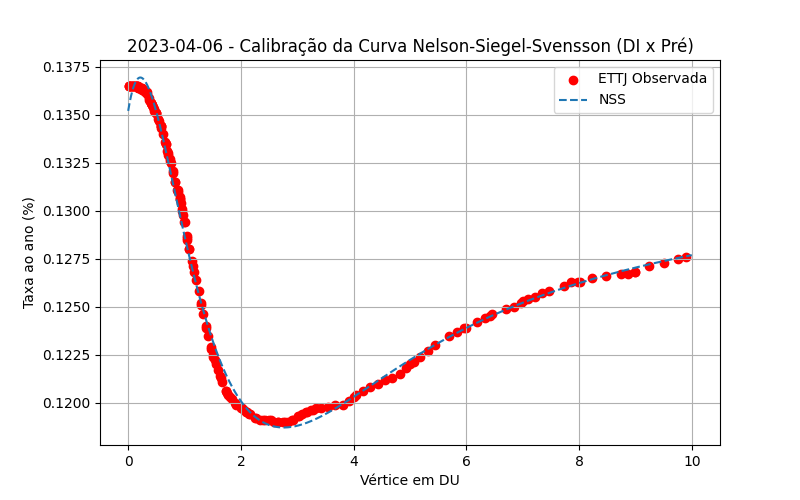 2023-04-06 - Calibração da Curva Nelson-Siegel-Svensson (DI x Pré)
0.1375
ETTJ Observada
NSS
0.1350
0.1325
0.1300
0.1275
0.1250
0.1225
0.1200
Taxa ao ano (%)
0 2 4 6 8 10
Vértice em DU